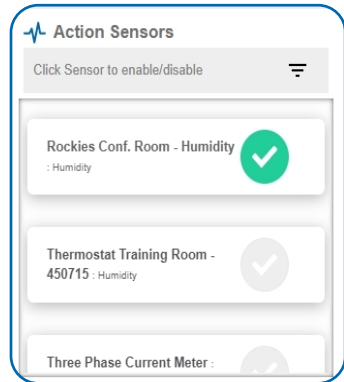 Action Sensors
Click Sensor to enable/disable
Rockies Conf. Room - Humidity
: Humidity
Thermostat Training Room -
450715 : Humidity
Three Phase Current Meter :